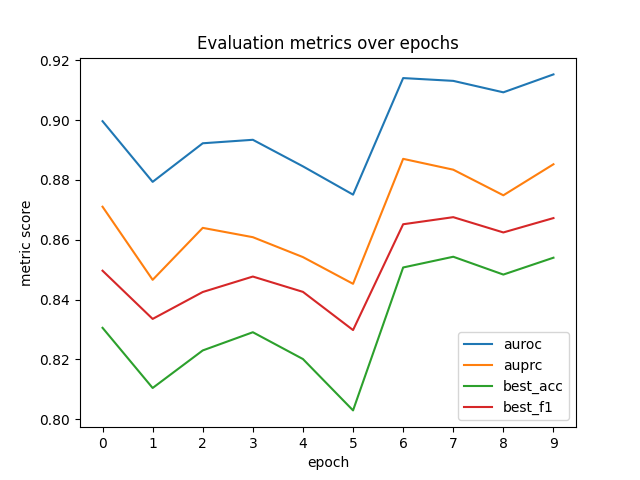 Evaluation metrics over epochs
metric score
0.92
0.90
0.88
0.86
0.84
0.82
0.80
auroc
auprc
best_acc
best_f1
0 1 2 3 4 5 6 7 8 9
epoch